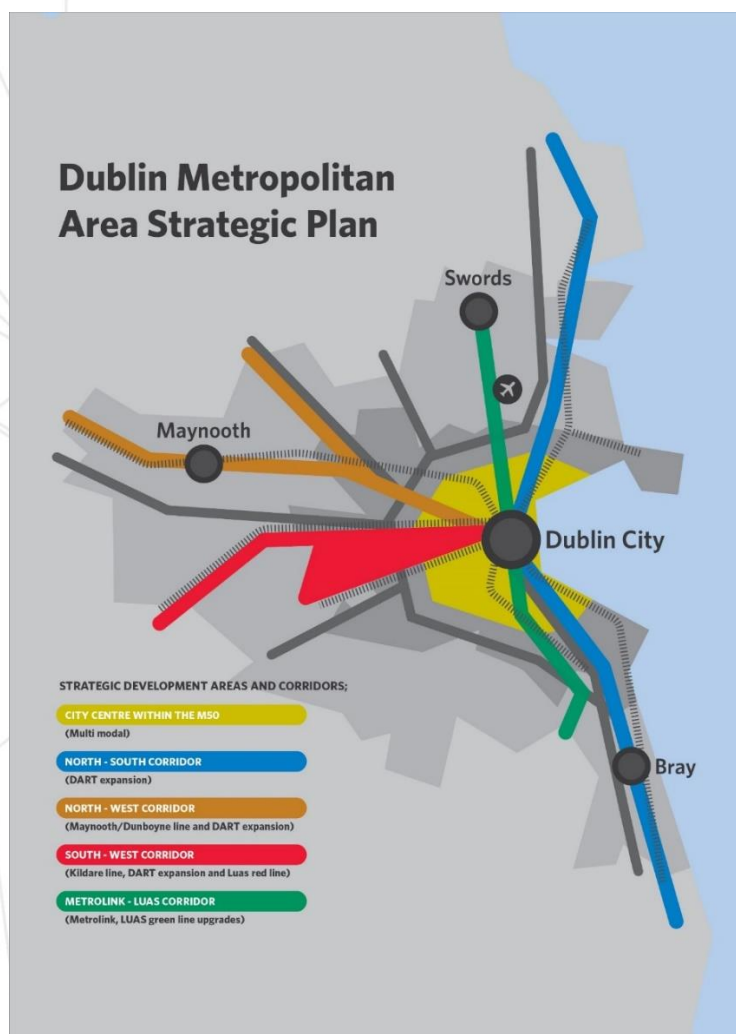 Dublin Metropolitan
Area Strategic Plan
Swords
Maynooth
Dublin City
Bray
STRATEGIC DEVELOPMENT AREAS AND CORRIDORS;
CITY CENTRE WITHIN THE M50
(Multi modal)
NORTH - SOUTH CORRIDOR
(DART expansion)
NORTH - WEST CORRIDOR
(Maynooth/Dunboyne line and DART expansion)
SOUTH - WEST CORRIDOR
(Kildare line, DART expansion and Luas red line)
METROLINK - LUAS CORRIDOR
(Metrolink, LUAS green line upgrades)